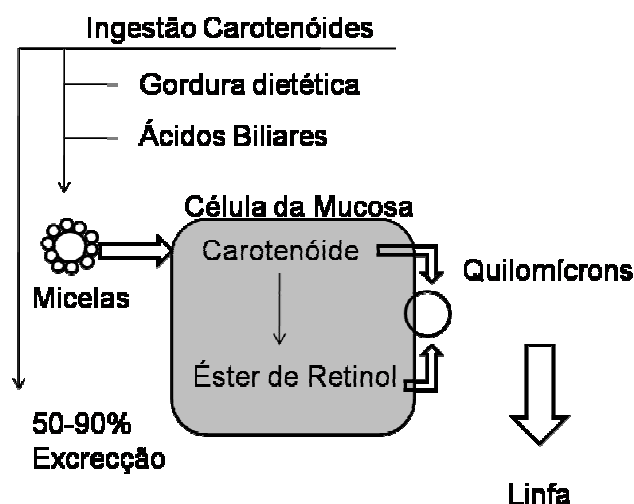 Ingestão Carotenóides
Gordura dietética
Ácidos Biliares
Célula da Mucosa
Carotenóide
Quilomícrons
Micelas
Éster de Retinol
50-90%
Excrecção
Linfa